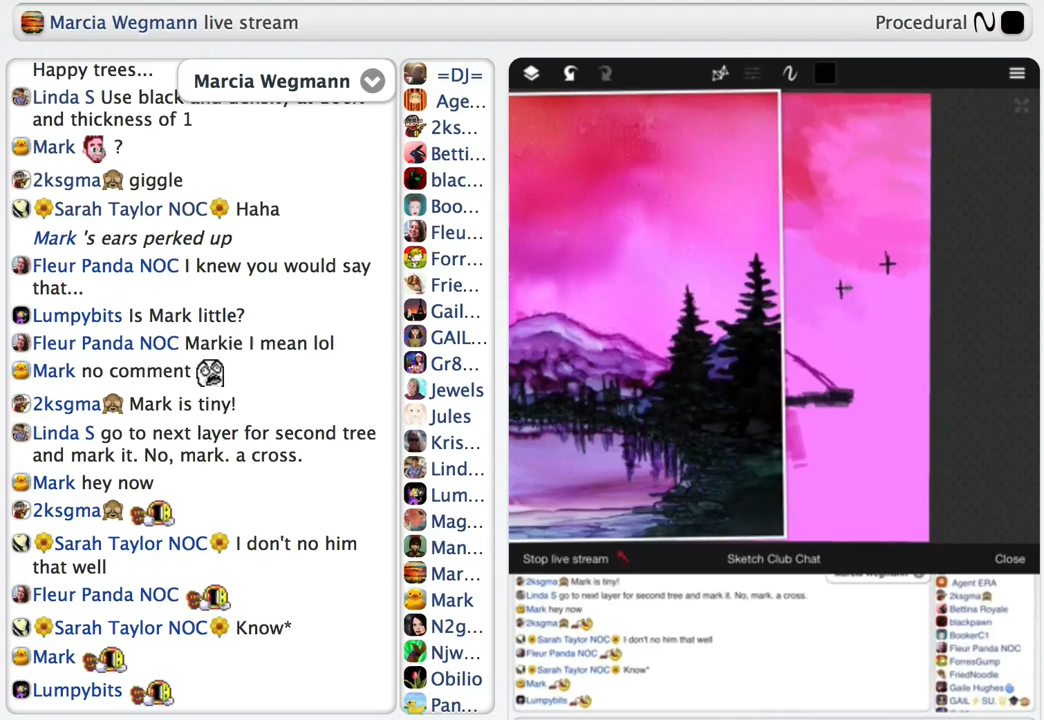 Marcia Wegmann live stream
Procedural
Marcia Wegmann
Happy trees...
Linda S Use black
and thickness of 1
Mark ?
2ksgma giggle
Sarah Taylor NOC Haha
Mark 's ears perked up
Fleur Panda NOC I knew you would say
that...
Lumpybits Is Mark little?
Fleur Panda NOC Markie I mean lol
Mark no comment
2ksgma Mark is tiny!
Linda S go to next layer for second tree
and mark it. No, mark. a cross.
Mark hey now
2ksgma
Sarah Taylor NOC I don't no him
that well
Fleur Panda NOC
Sarah Taylor NOC Know*
Mark
Lumpybits
=DJ=
Age...
2ks...
Betti...
blac...
Boo...
Fleu...
Forr...
Frie...
Gail...
GAIL...
Gr8...
Jewels
Jules
Kris...
Lind...
Lum...
Mag...
Man...
Mar...
Mark
N2g...
Njw...
Obilio
Pan...
Stop live stream
Sketch Club Chat
Close
2ksgma Mark is tiny!
Linda S go to next layer for second tree and mark it. No, mark. a cross.
Mark hey now
2ksgma
Sarah Taylor NOC I don't no him that well
Fleur Panda NOC
Sarah Taylor NOC Know*
Mark
Lumpybits
Agent ERA
2ksgma
Bettina Royale
blackpawn
BookerC1
Fleur Panda NOC
ForresGump
FriedNoodle
Gaile Hughes
GAIL SU.